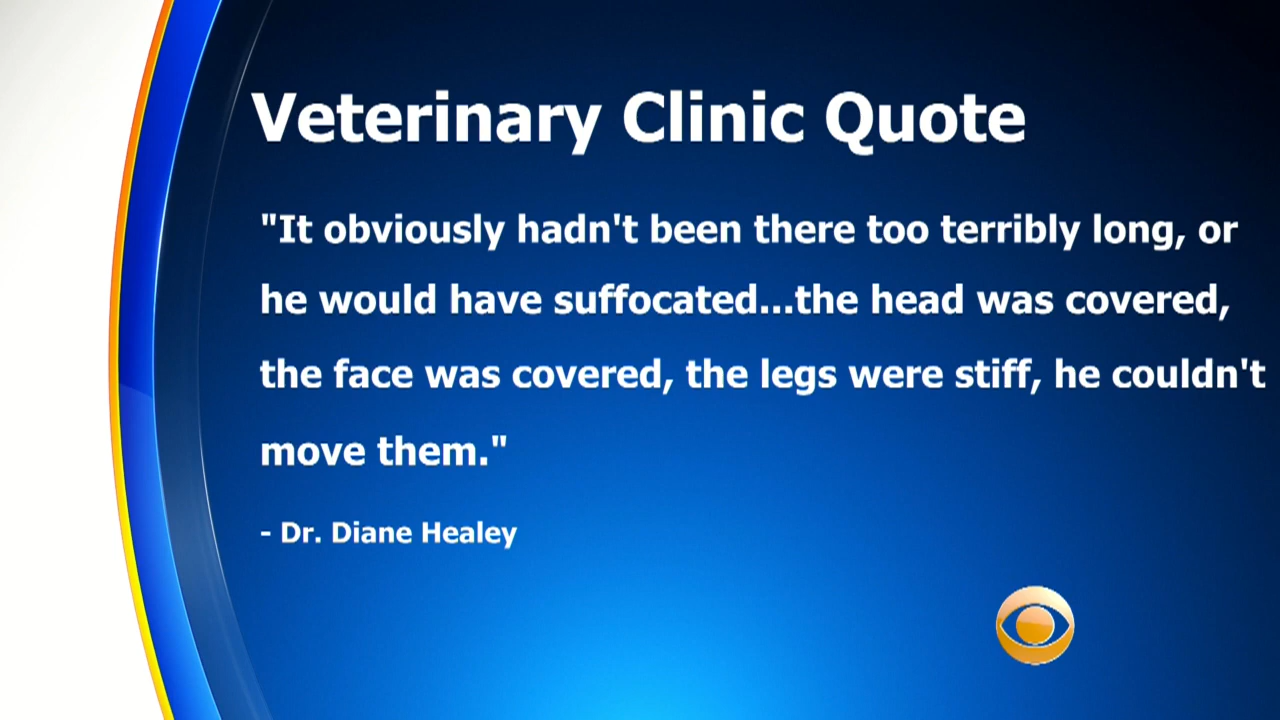 Veterinary Clinic Quote
"It obviously hadn't been there too terribly long, or
he would have suffocated...the head was covered,
the face was covered, the legs were stiff, he couldn't
move them."
- Dr. Diane Healey